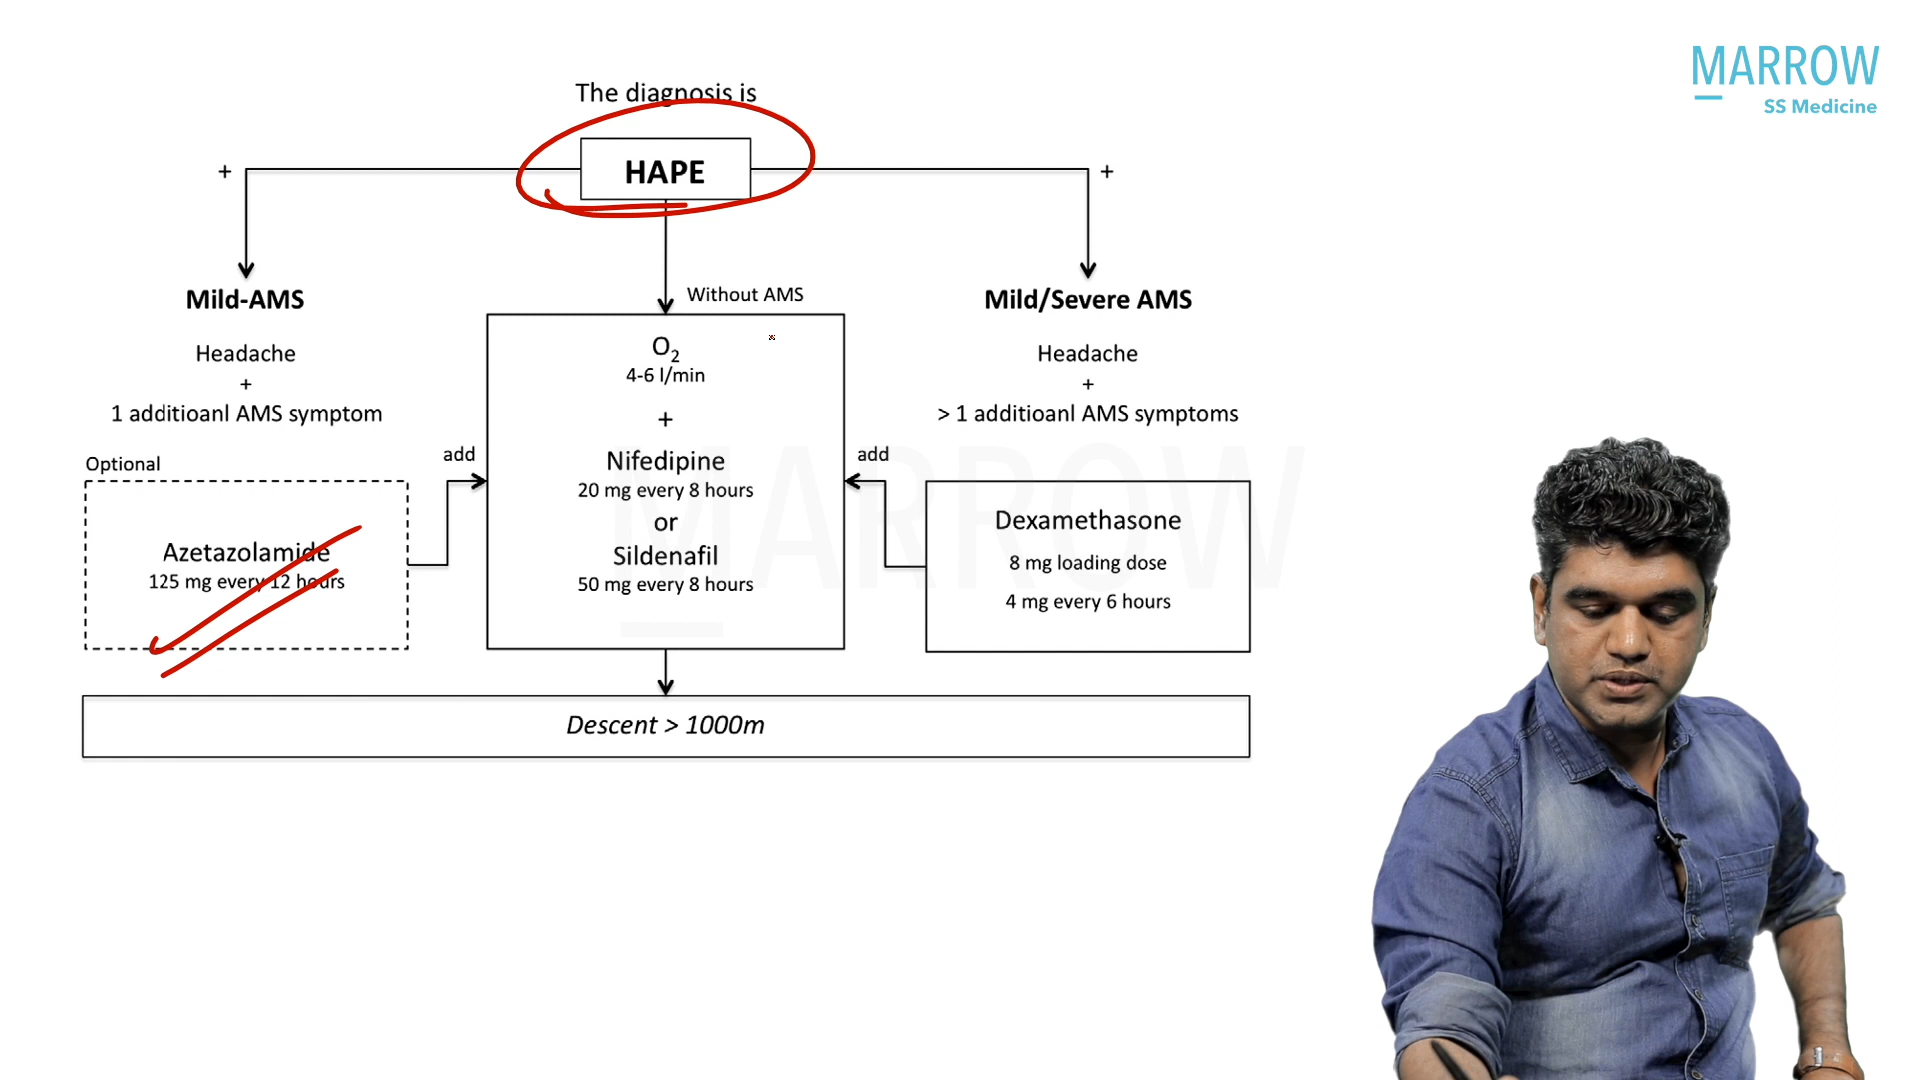 MARROW
SS Medicine
The diagnosis is
HAPE
+
+
Mild-AMS
Without AMS
Mild/Severe AMS
Headache
+
1 additioanl AMS symptom
O2
4-6 l/min
+
Nifedipine
20 mg every 8 hours
or
Sildenafil
50 mg every 8 hours
Headache
+
> 1 additioanl AMS symptoms
Optional
add
add
Azetazolamide
125 mg every 12 hours
Dexamethasone
8 mg loading dose
4 mg every 6 hours
Descent > 1000m
MARROW